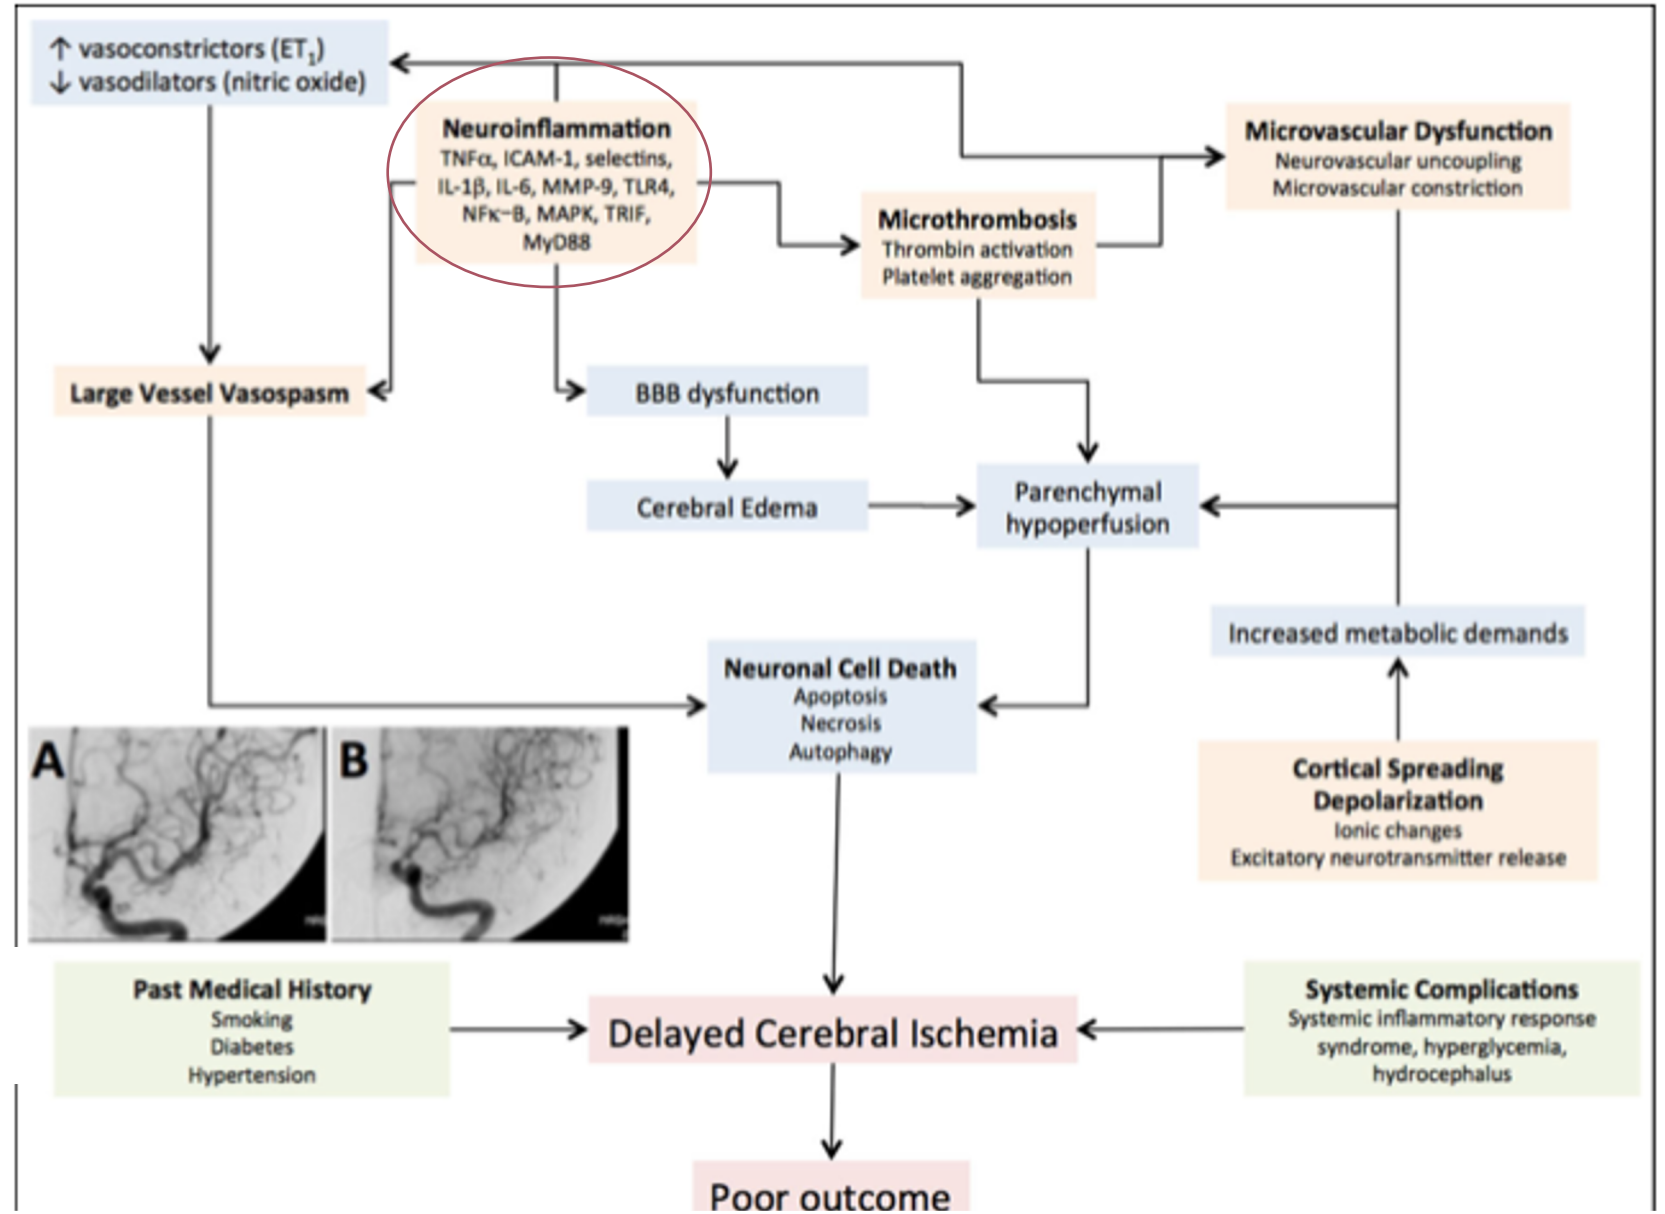 ↑ vasoconstrictors (ET₁)
↓ vasodilators (nitric oxide)
Neuroinflammation
TNFα, ICAM-1, selectins,
IL-1β, IL-6, MMP-9, TLR4,
NFκ−B, MAPK, TRIF,
MyD88
Microvascular Dysfunction
Neurovascular uncoupling
Microvascular constriction
Microthrombosis
Thrombin activation
Platelet aggregation
Large Vessel Vasospasm
BBB dysfunction
Cerebral Edema
Parenchymal
hypoperfusion
Increased metabolic demands
Neuronal Cell Death
Apoptosis
Necrosis
Autophagy
Cortical Spreading
Depolarization
Ionic changes
Excitatory neurotransmitter release
A
B
Past Medical History
Smoking
Diabetes
Hypertension
Delayed Cerebral Ischemia
Systemic Complications
Systemic inflammatory response
syndrome, hyperglycemia,
hydrocephalus
Poor outcome